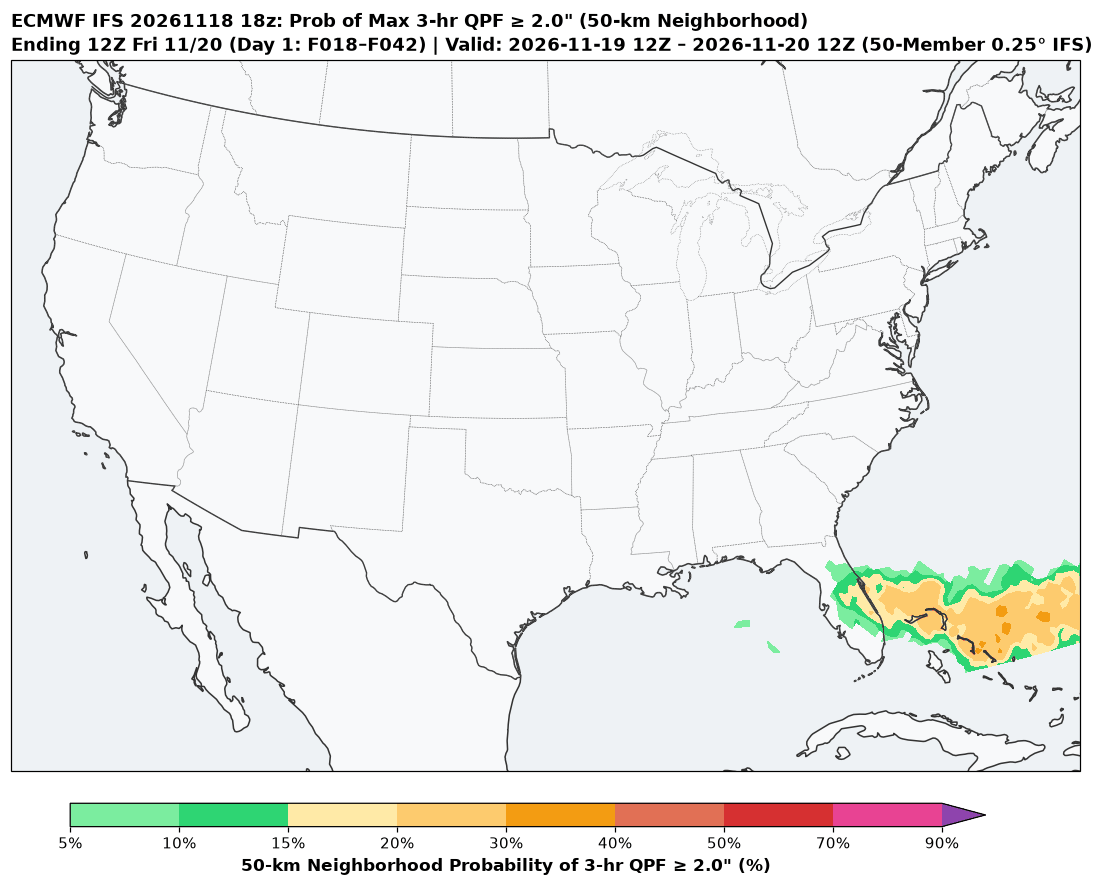 ECMWF IFS 20261118 18z: Prob of Max 3-hr QPF ≥ 2.0" (50-km Neighborhood)
Ending 12Z Fri 11/20 (Day 1: F018–F042) | Valid: 2026-11-19 12Z – 2026-11-20 12Z (50-Member 0.25° IFS)
5% 10% 15% 20% 30% 40% 50% 70% 90%
50-km Neighborhood Probability of 3-hr QPF ≥ 2.0" (%)